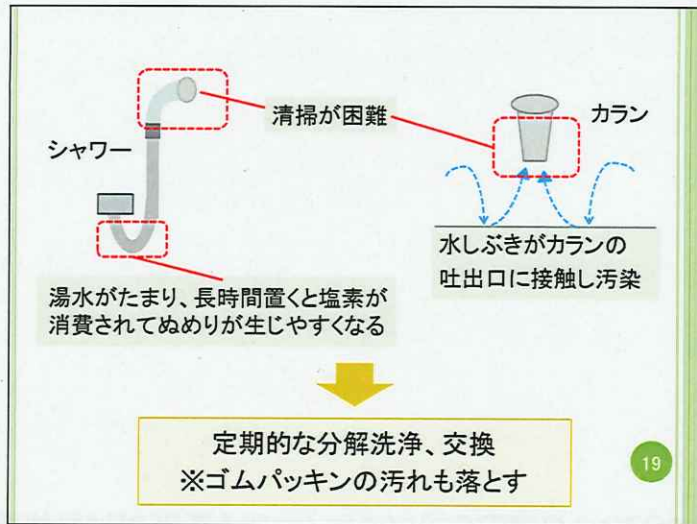 清掃が困難
カラン
シャワー
水しぶきがカランの
吐出口に接触し汚染
湯水がたまり、長時間置くと塩素が
消費されてぬめりが生じやすくなる
定期的な分解洗浄、交換
※ゴムパッキンの汚れも落とす
19